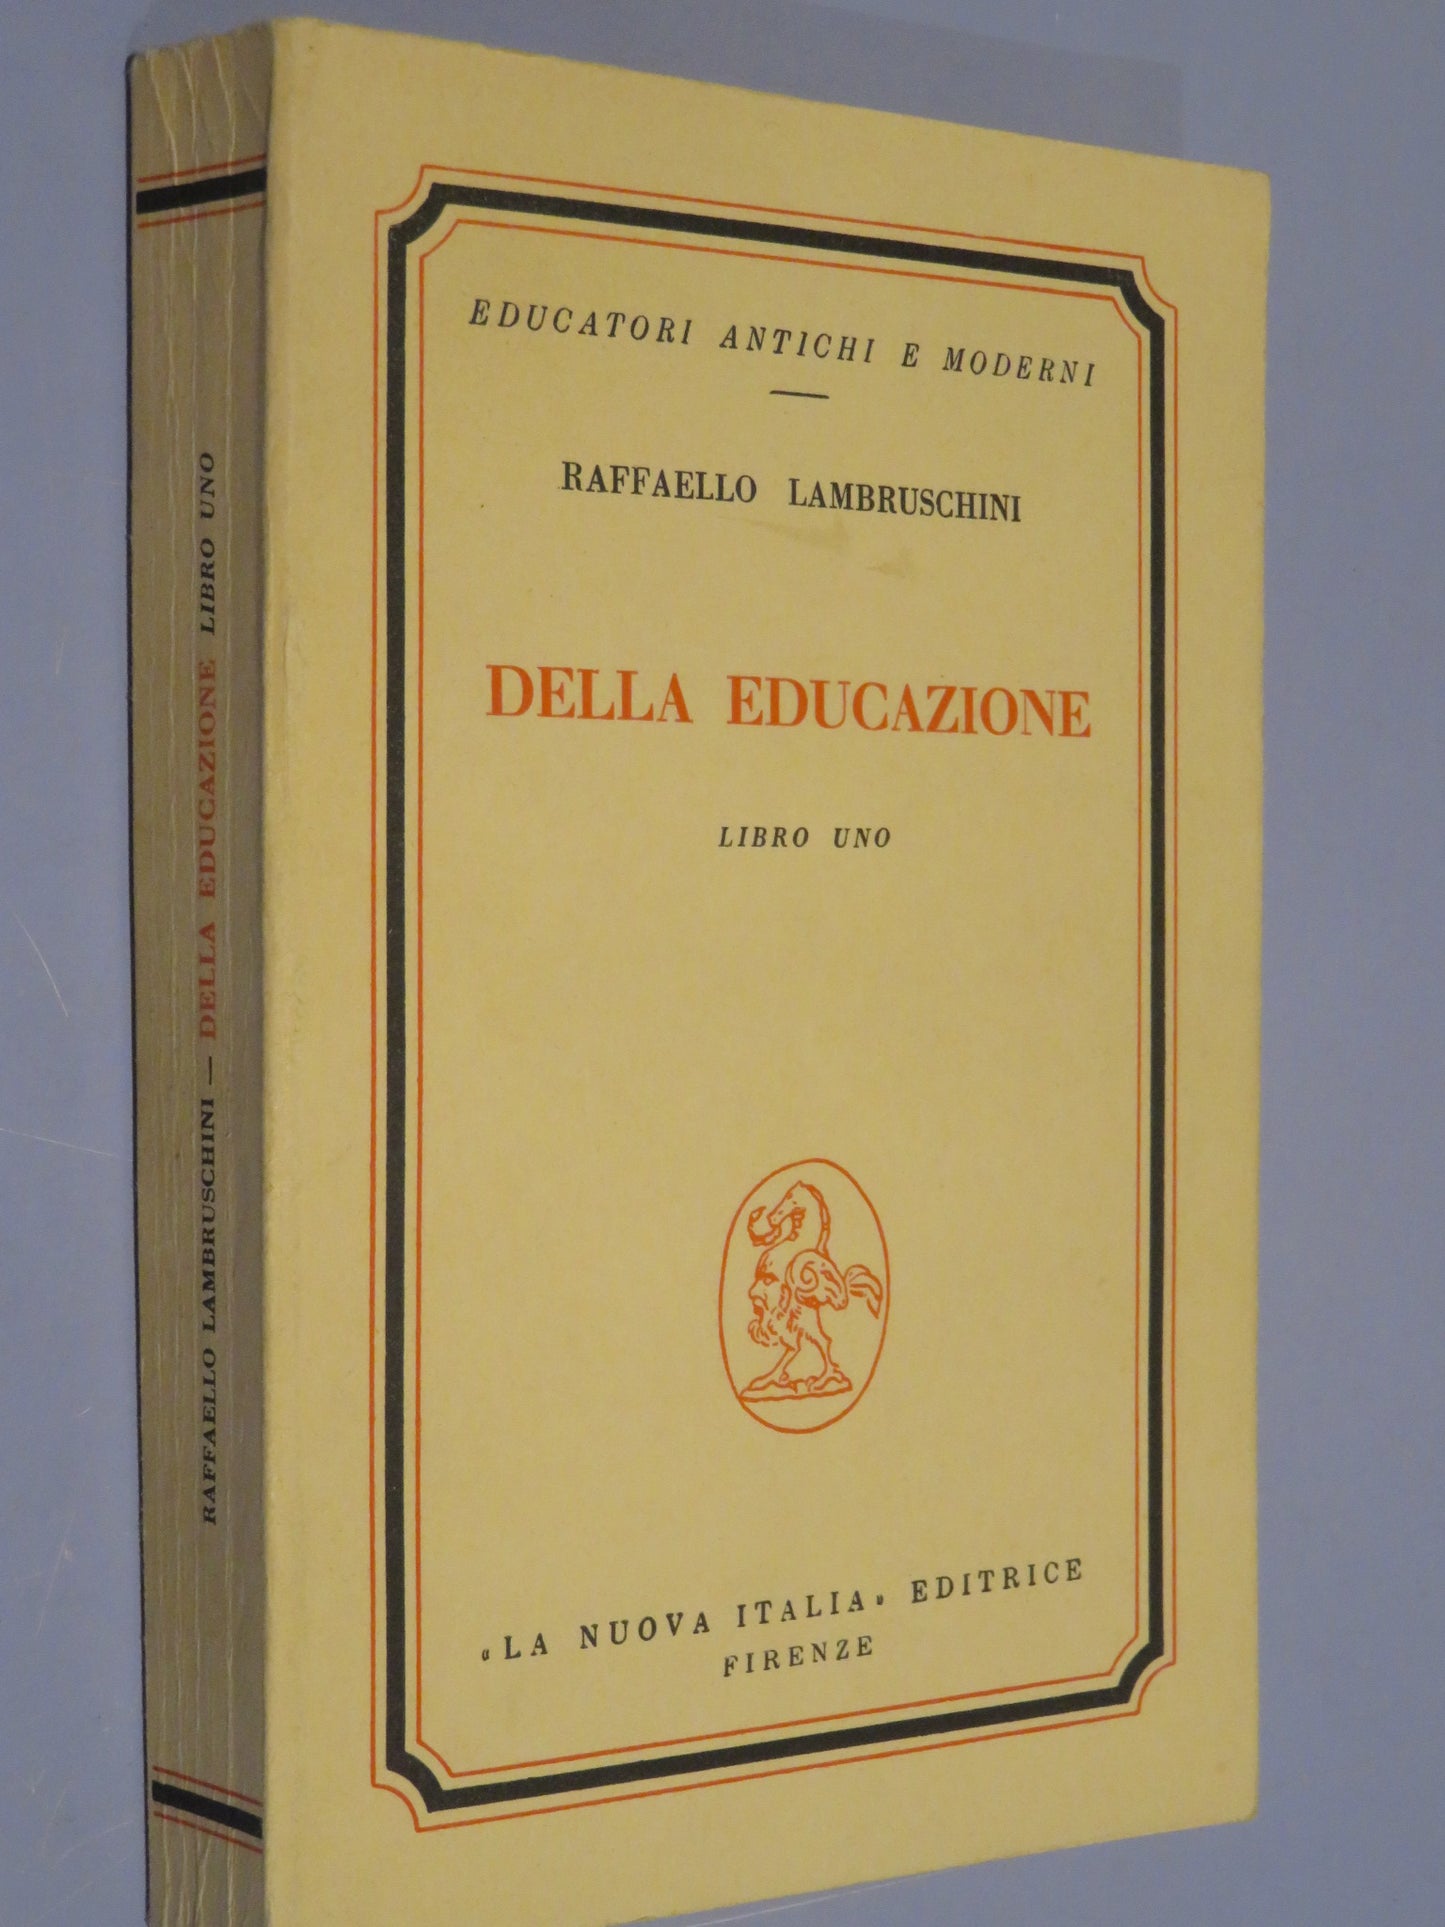 EDUCATORI ANTICHI E MODERNI
RAFFAELLO LAMBRUSCHINI
DELLA EDUCAZIONE
LIBRO UNO
«LA NUOVA ITALIA» EDITRICE
FIRENZE
RAFFAELLO LAMBRUSCHINI — DELLA EDUCAZIONE LIBRO UNO